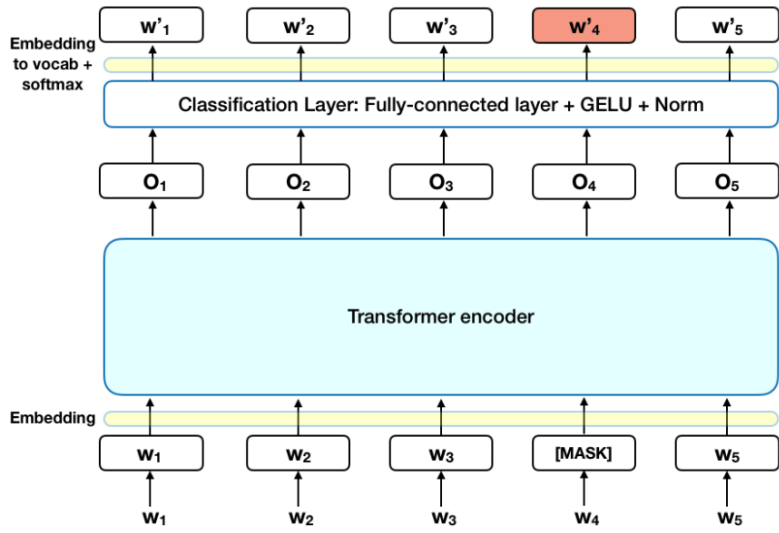 w'₁ w'₂ w'₃ w'₄ w'₅
Embedding
to vocab +
softmax
Classification Layer: Fully-connected layer + GELU + Norm
O₁ O₂ O₃ O₄ O₅
Transformer encoder
Embedding
w₁ w₂ w₃ [MASK] w₅
w₁ w₂ w₃ w₄ w₅